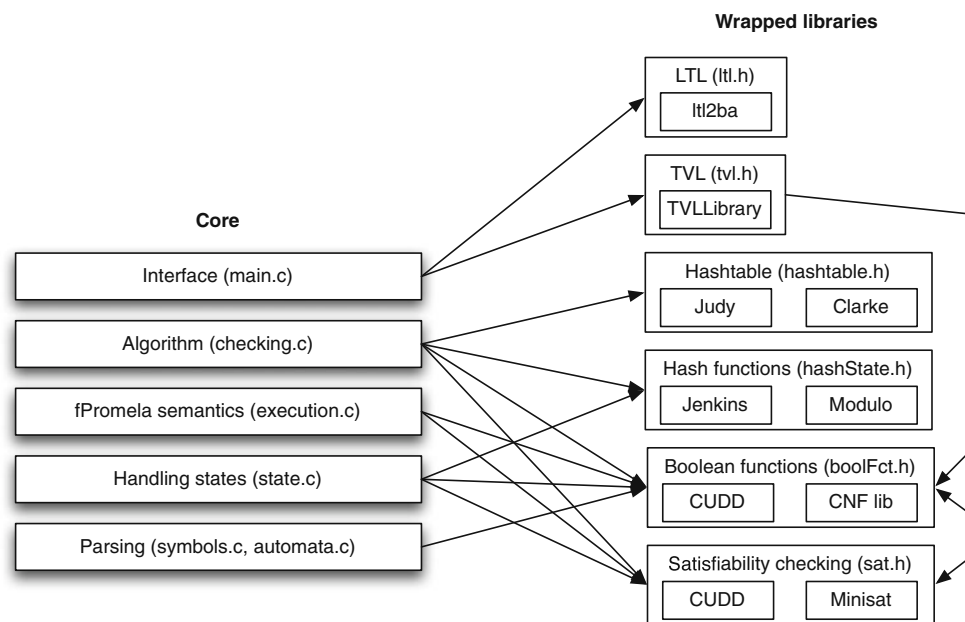 Wrapped libraries
LTL (ltl.h)
ltl2ba
TVL (tvl.h)
TVLLibrary
Core
Interface (main.c)
Hashtable (hashtable.h)
Judy Clarke
Algorithm (checking.c)
Hash functions (hashState.h)
Jenkins Modulo
fPromela semantics (execution.c)
Handling states (state.c)
Boolean functions (boolFct.h)
CUDD CNF lib
Parsing (symbols.c, automata.c)
Satisfiability checking (sat.h)
CUDD Minisat